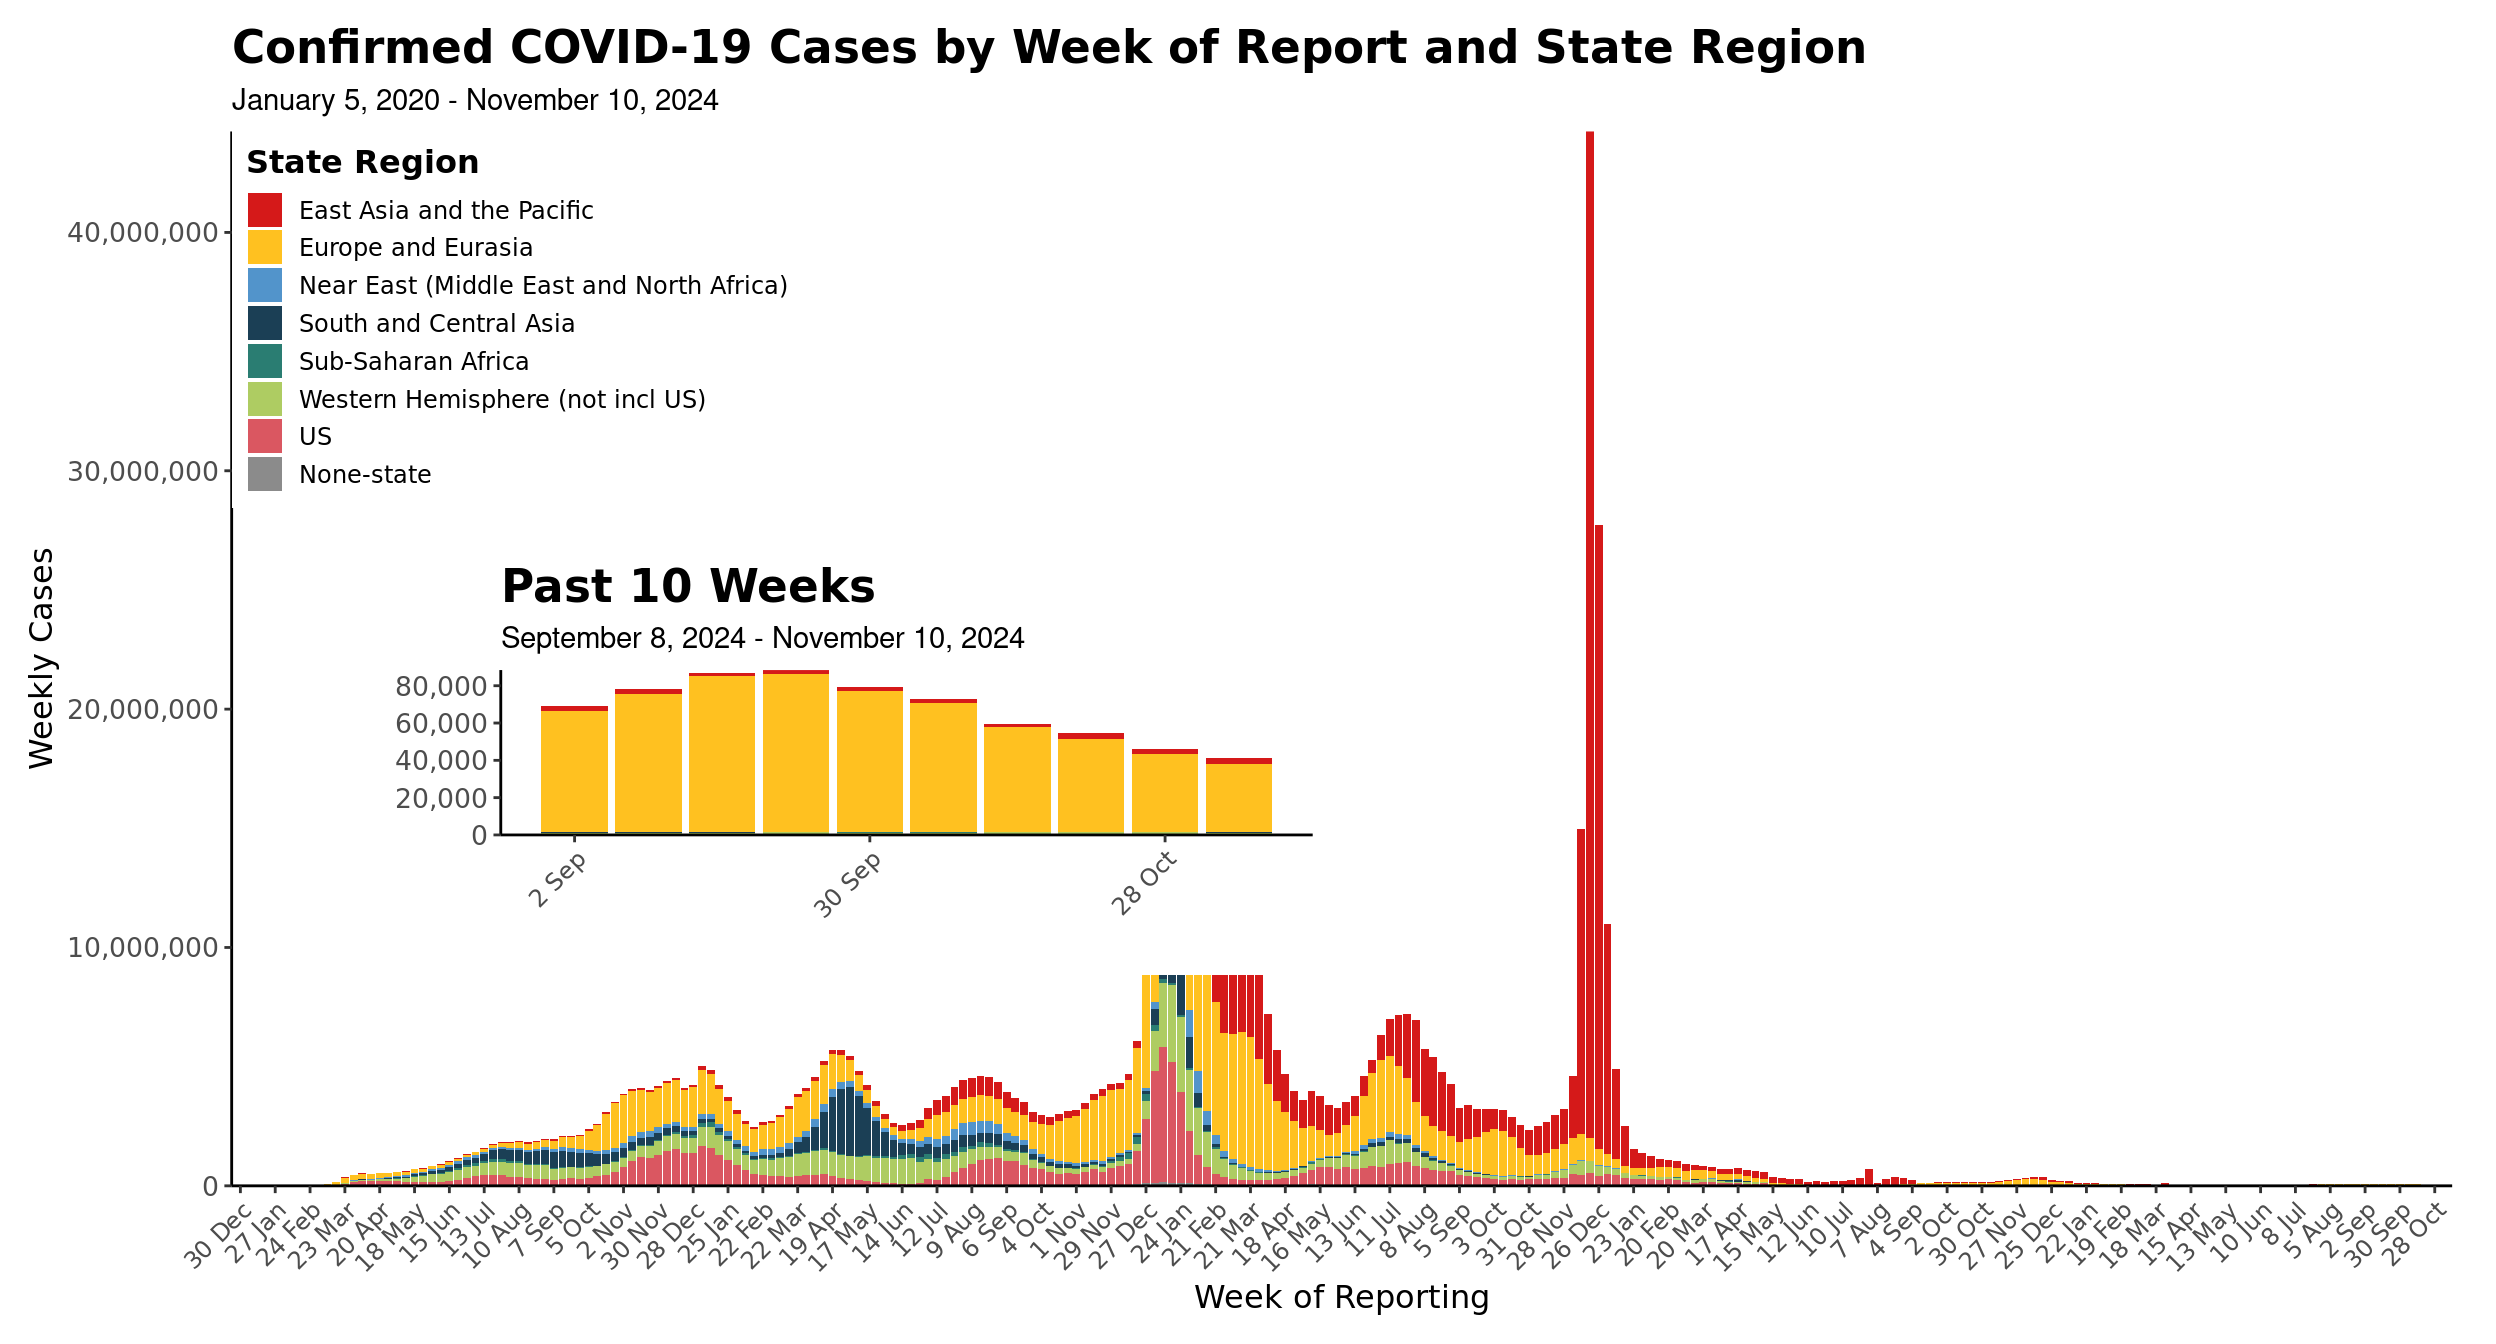 Confirmed COVID-19 Cases by Week of Report and State Region
January 5, 2020 - November 10, 2024
State Region
East Asia and the Pacific
Europe and Eurasia
Near East (Middle East and North Africa)
South and Central Asia
Sub-Saharan Africa
Western Hemisphere (not incl US)
US
None-state
Weekly Cases
40,000,000
30,000,000
20,000,000
10,000,000
0
Past 10 Weeks
September 8, 2024 - November 10, 2024
80,000
60,000
40,000
20,000
0
2 Sep
30 Sep
28 Oct
30 Dec
27 Jan
24 Feb
23 Mar
20 Apr
18 May
15 Jun
13 Jul
10 Aug
7 Sep
5 Oct
2 Nov
30 Nov
28 Dec
25 Jan
22 Feb
22 Mar
19 Apr
17 May
14 Jun
12 Jul
9 Aug
6 Sep
4 Oct
1 Nov
29 Nov
27 Dec
24 Jan
21 Feb
21 Mar
18 Apr
16 May
13 Jun
11 Jul
8 Aug
5 Sep
3 Oct
31 Oct
28 Nov
26 Dec
23 Jan
20 Feb
20 Mar
17 Apr
15 May
12 Jun
10 Jul
7 Aug
4 Sep
2 Oct
30 Oct
27 Nov
25 Dec
22 Jan
19 Feb
18 Mar
15 Apr
13 May
10 Jun
8 Jul
5 Aug
2 Sep
30 Sep
28 Oct
Week of Reporting